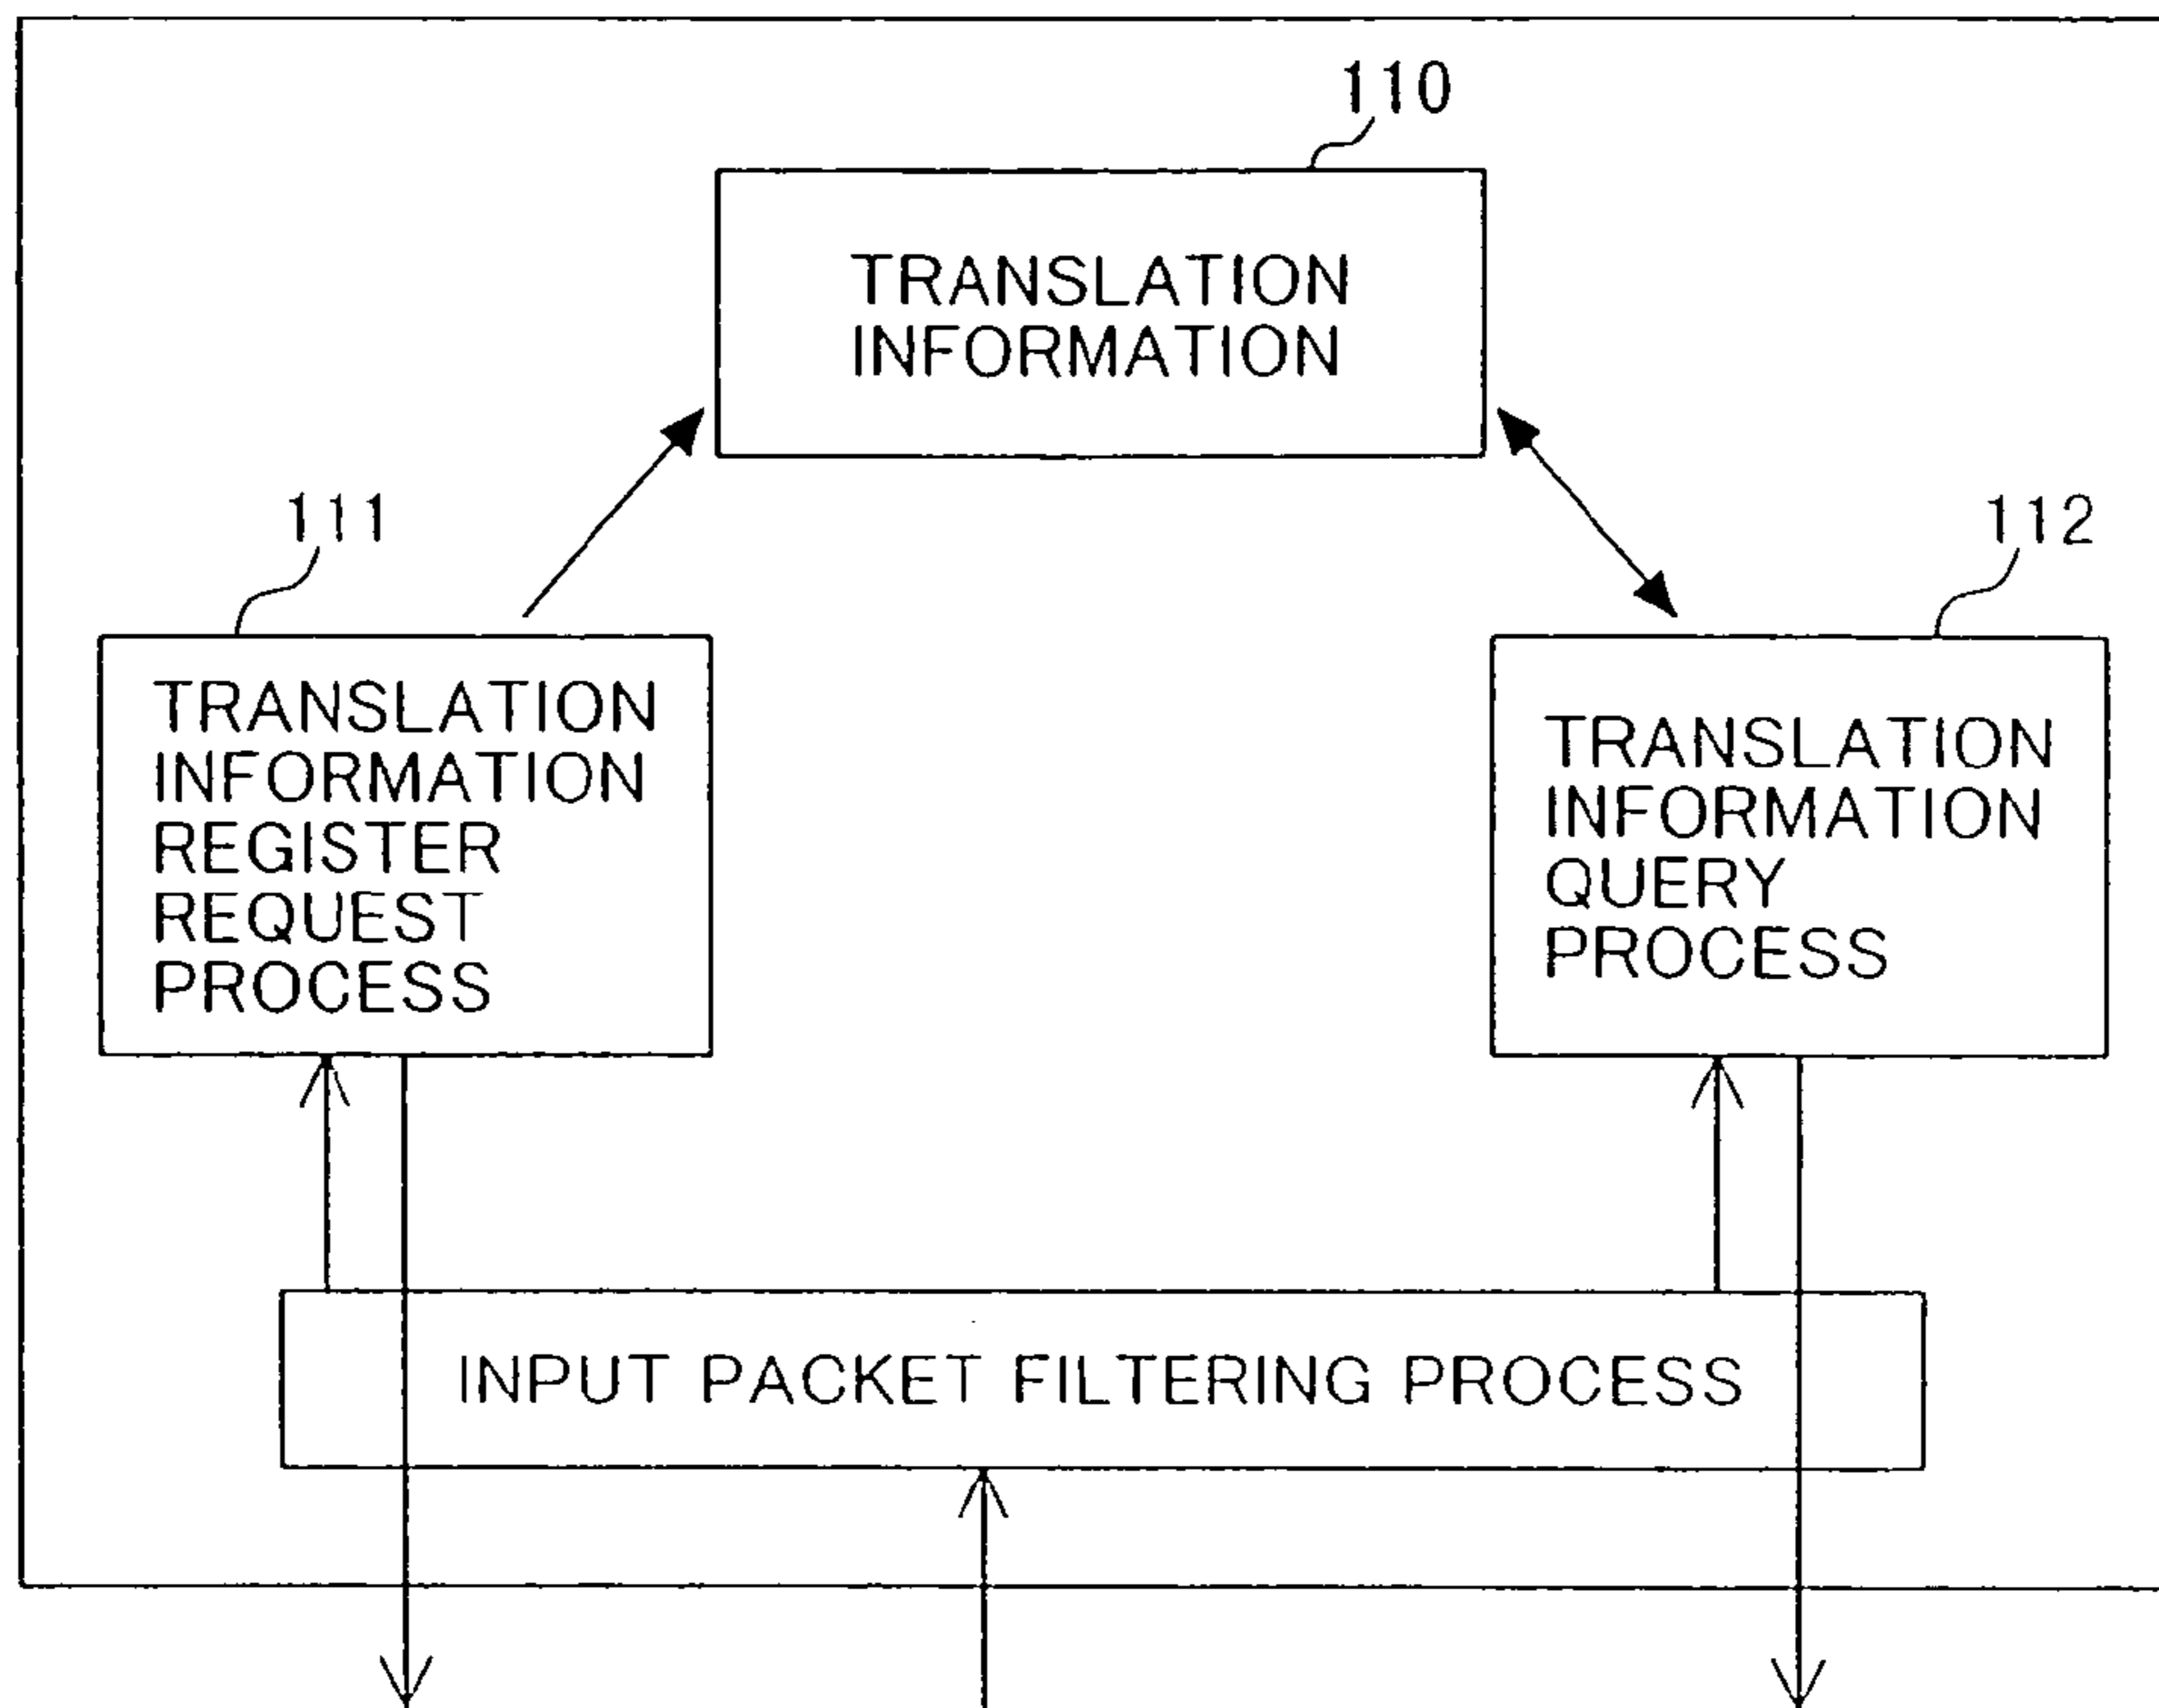 110
TRANSLATION
INFORMATION
111
112
TRANSLATION
INFORMATION
REGISTER
REQUEST
PROCESS
TRANSLATION
INFORMATION
QUERY
PROCESS
INPUT PACKET FILTERING PROCESS